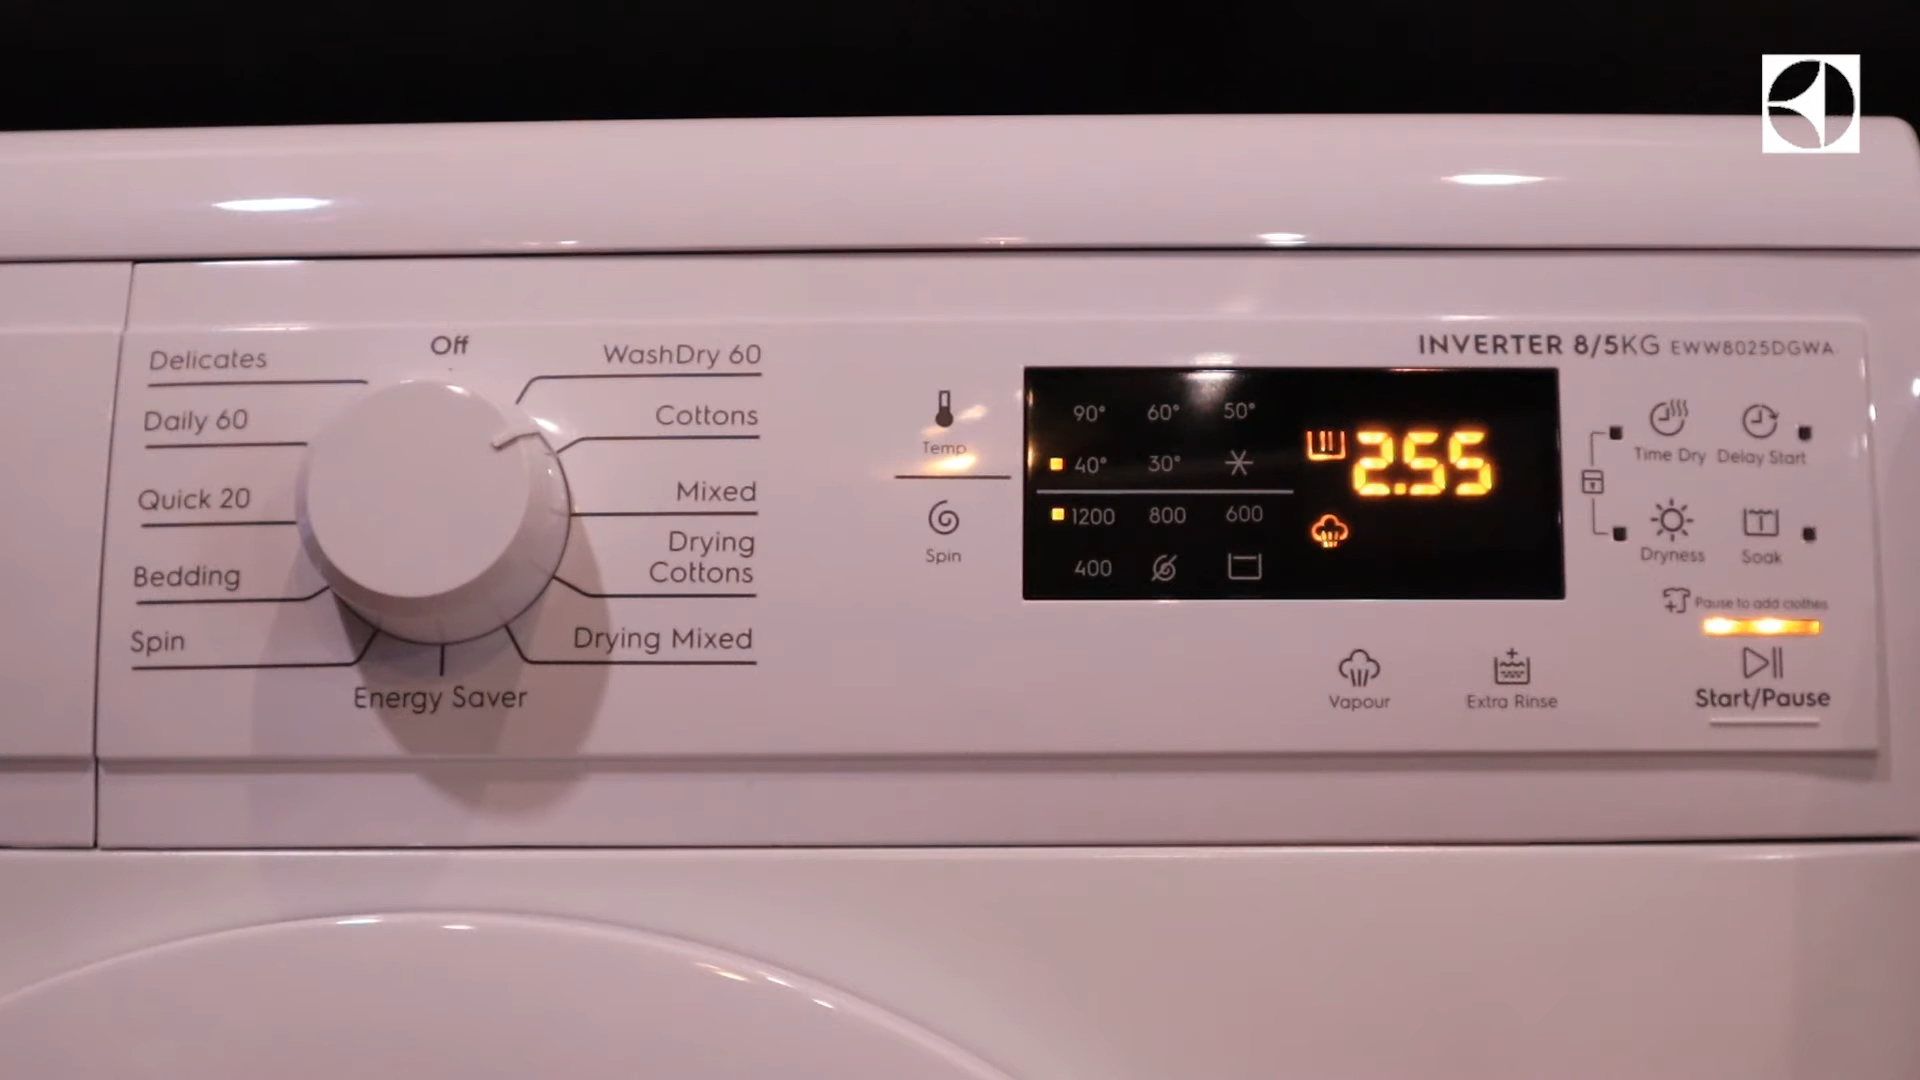 INVERTER 8/5KG EWW8025DGWA
Off
Delicates
Daily 60
Quick 20
Bedding
Spin
Energy Saver
WashDry 60
Cottons
Mixed
Drying
Cottons
Drying Mixed
Temp
Spin
90° 60° 50°
40° 30°
1200 800 600
400
2.55
Time Dry Delay Start
Dryness Soak
Pause to add clothes
Start/Pause
Vapour Extra Rinse